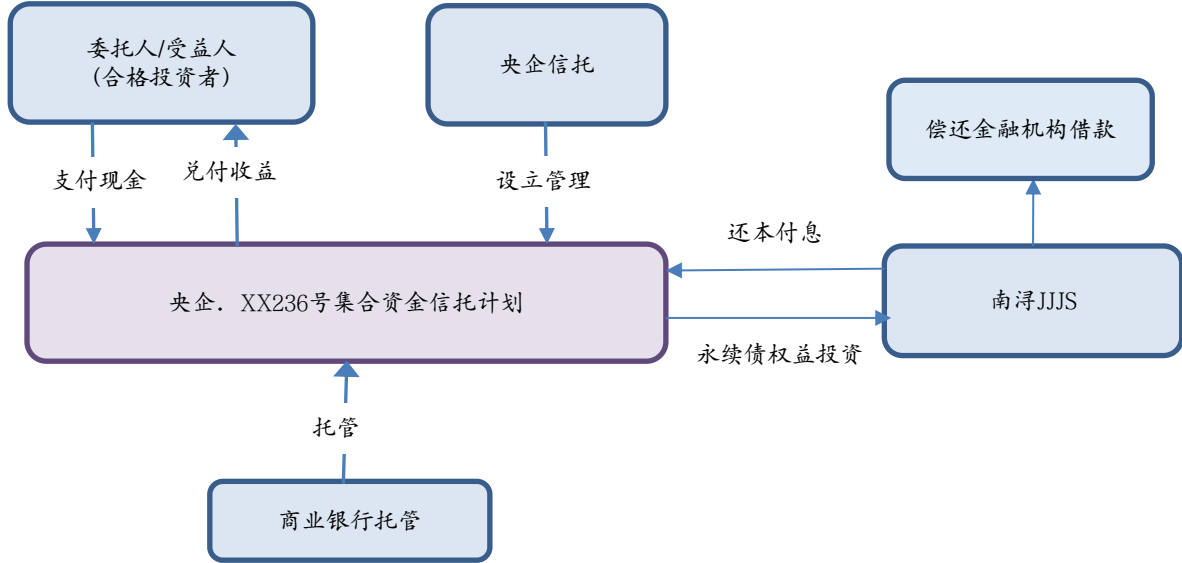 委托人/受益人
（合格投资者）
央企信托
偿还金融机构借款
支付现金
兑付收益
设立管理
还本付息
央企．XX236号集合资金信托计划
南浔JJJS
永续债权益投资
托管
商业银行托管